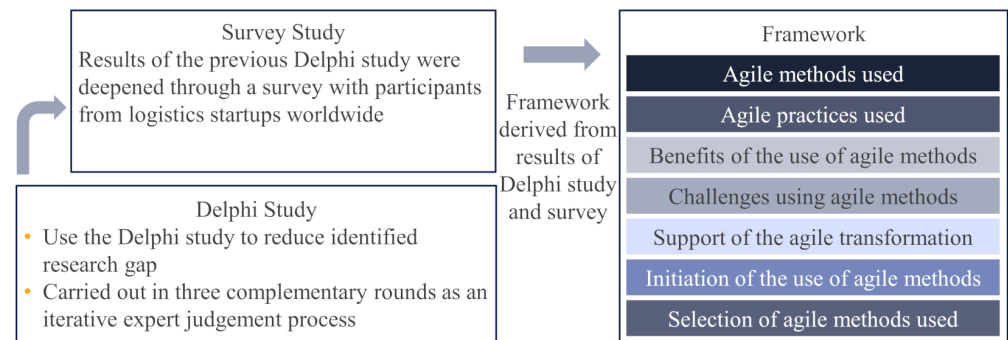 Survey Study
Results of the previous Delphi study were
deepened through a survey with participants
from logistics startups worldwide
Delphi Study
• Use the Delphi study to reduce identified
research gap
• Carried out in three complementary rounds as an
iterative expert judgement process
Framework
derived from
results of
Delphi study
and survey
Framework
Agile methods used
Agile practices used
Benefits of the use of agile methods
Challenges using agile methods
Support of the agile transformation
Initiation of the use of agile methods
Selection of agile methods used